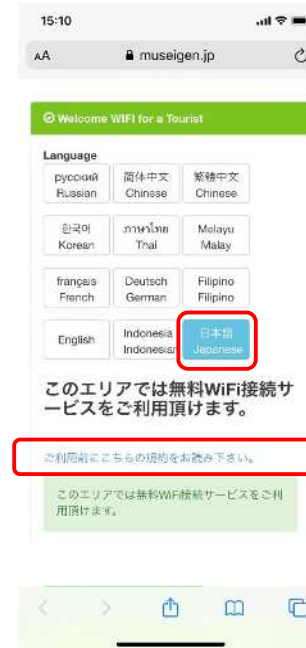 15:10
AA museigen.jp
Welcome WIFI for a Tourist
Language
русский
Russian
简体中文
Chinese
繁體中文
Chinese
한국어
Korean
ภาษาไทย
Thai
Melayu
Malay
français
French
Deutsch
German
Filipino
Filipino
English
Indonesia
Indonesian
日本語
Japanese
このエリアでは無料WiFi接続サ
ービスをご利用頂けます。
ご利用前にこちらの規約をお読み下さい。
このエリアでは無料WiFi接続サービスをご利
用頂けます。